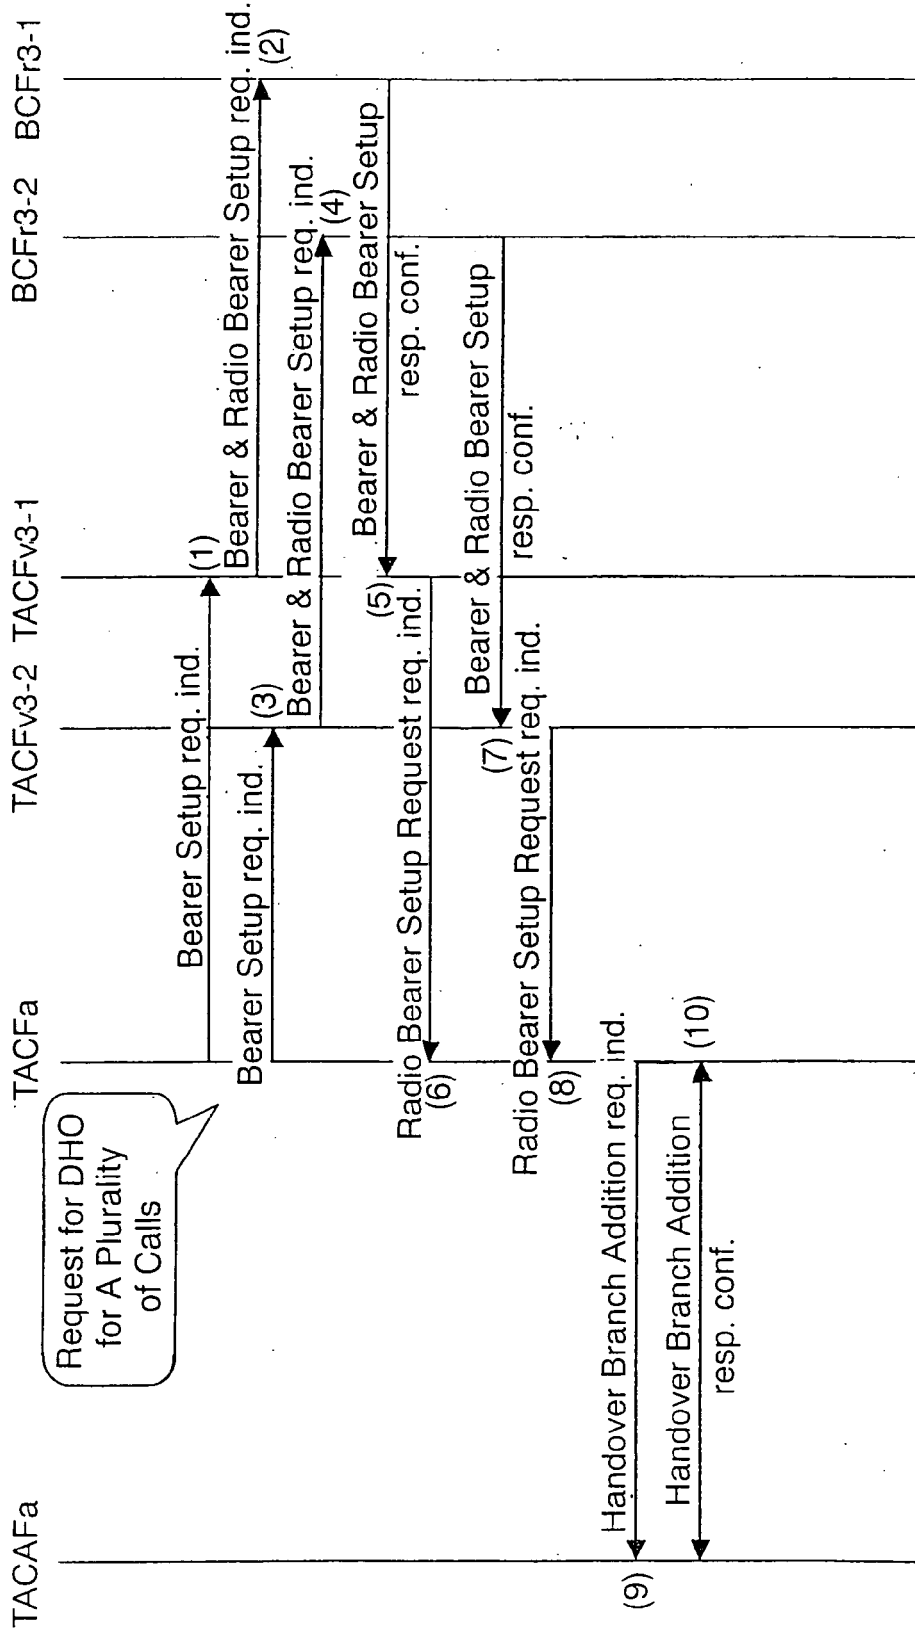 TACAFa
TACFa
TACFv3-2
TACFv3-1
BCFr3-2
BCFr3-1
Request for DHO
for A Plurality
of Calls
Bearer Setup req. ind.
(1)
Bearer & Radio Bearer Setup req. ind.
(2)
Bearer Setup req. ind.
(3)
Bearer & Radio Bearer Setup req. ind.
(4)
Bearer & Radio Bearer Setup
resp. conf.
(5)
Radio Bearer Setup Request req. ind.
(6)
Bearer & Radio Bearer Setup
resp. conf.
(7)
Radio Bearer Setup Request req. ind.
(8)
Handover Branch Addition req. ind.
(9)
Handover Branch Addition
resp. conf.
(10)